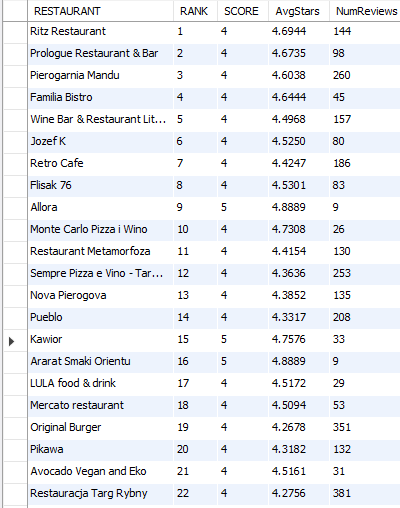 RESTAURANT RANK SCORE AvgStars NumReviews
Ritz Restaurant 1 4 4.6944 144
Prologue Restaurant & Bar 2 4 4.6735 98
Pierogarnia Mandu 3 4 4.6038 260
Familia Bistro 4 4 4.6444 45
Wine Bar & Restaurant Lit... 5 4 4.4968 157
Jozef K 6 4 4.5250 80
Retro Cafe 7 4 4.4247 186
Flisak 76 8 4 4.5301 83
Allora 9 5 4.8889 9
Monte Carlo Pizza i Wino 10 4 4.7308 26
Restaurant Metamorfoza 11 4 4.4154 130
Sempre Pizza e Vino - Tar... 12 4 4.3636 253
Nova Pierogova 13 4 4.3852 135
Pueblo 14 4 4.3317 208
Kawior 15 5 4.7576 33
Ararat Smaki Orientu 16 5 4.8889 9
LULA food & drink 17 4 4.5172 29
Mercato restaurant 18 4 4.5094 53
Original Burger 19 4 4.2678 351
Pikawa 20 4 4.3182 132
Avocado Vegan and Eko 21 4 4.5161 31
Restauracja Targ Rybny 22 4 4.2756 381